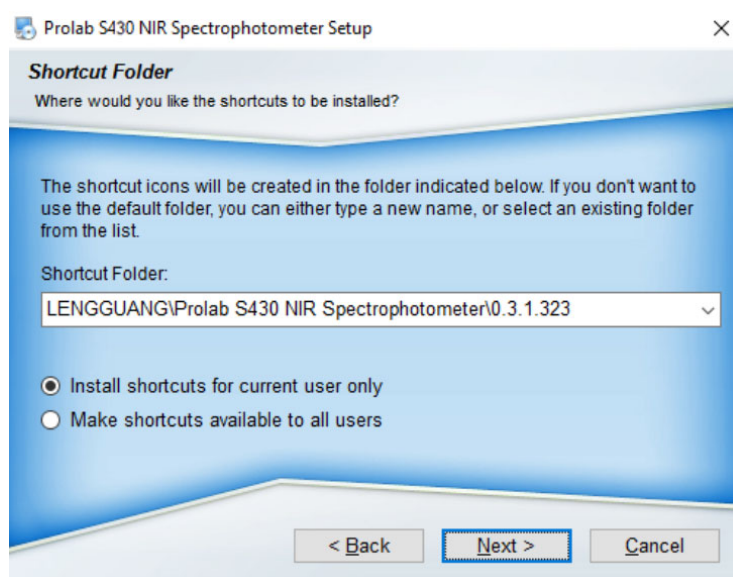 Prolab S430 NIR Spectrophotometer Setup
Shortcut Folder
Where would you like the shortcuts to be installed?
The shortcut icons will be created in the folder indicated below. If you don't want to
use the default folder, you can either type a new name, or select an existing folder
from the list.
Shortcut Folder:
LENGGUANG\Prolab S430 NIR Spectrophotometer\0.3.1.323
Install shortcuts for current user only
Make shortcuts available to all users
< Back Next > Cancel